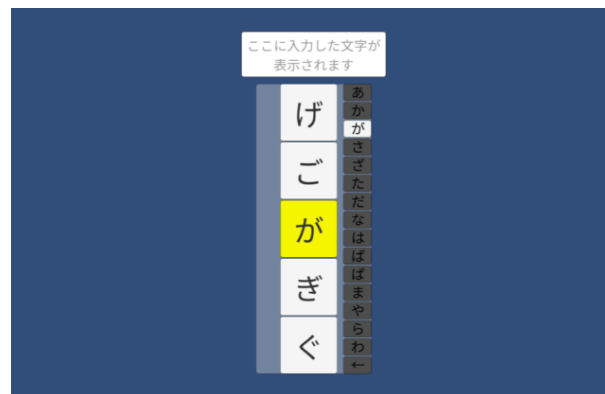 ここに入力した文字が
表示されます
げ
ご
が
ぎ
ぐ
あ
か
が
さ
ざ
た
だ
な
は
ば
ぱ
ま
や
ら
わ
←